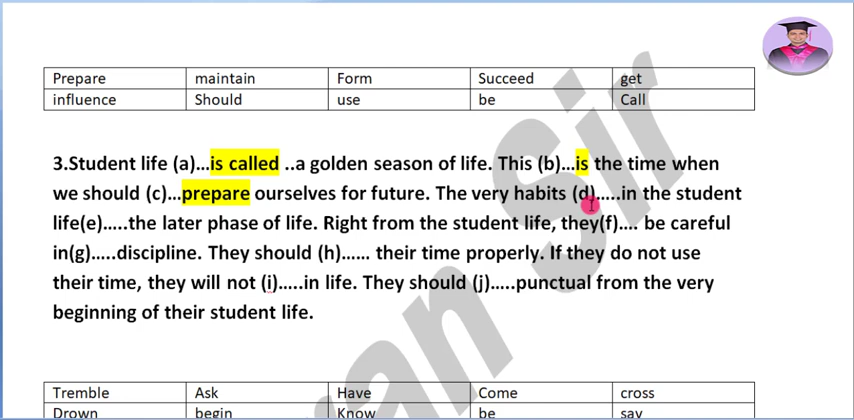 Prepare maintain Form Succeed get
influence Should use be Call
3.Student life (a)...is called ..a golden season of life. This (b)...is the time when
we should (c)...prepare ourselves for future. The very habits (d).....in the student
life(e).....the later phase of life. Right from the student life, they(f).... be careful
in(g).....discipline. They should (h)...... their time properly. If they do not use
their time, they will not (i).....in life. They should (j).....punctual from the very
beginning of their student life.
Tremble Ask Have Come cross
Drown begin Know be say